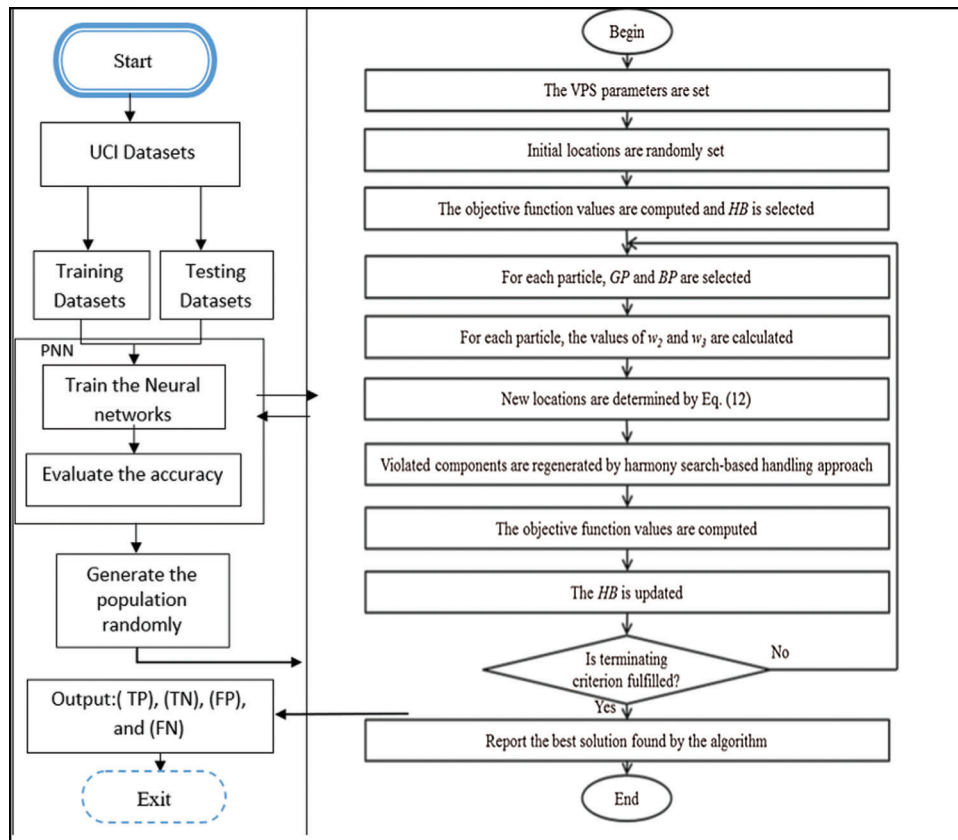 Start
UCI Datasets
Training
Datasets
Testing
Datasets
PNN
Train the Neural
networks
Evaluate the accuracy
Generate the
population
randomly
Output:( TP), (TN), (FP),
and (FN)
Exit
Begin
The VPS parameters are set
Initial locations are randomly set
The objective function values are computed and HB is selected
For each particle, GP and BP are selected
For each particle, the values of w2 and w3 are calculated
New locations are determined by Eq. (12)
Violated components are regenerated by harmony search-based handling approach
The objective function values are computed
The HB is updated
Is terminating
criterion fulfilled?
No
Yes
Report the best solution found by the algorithm
End